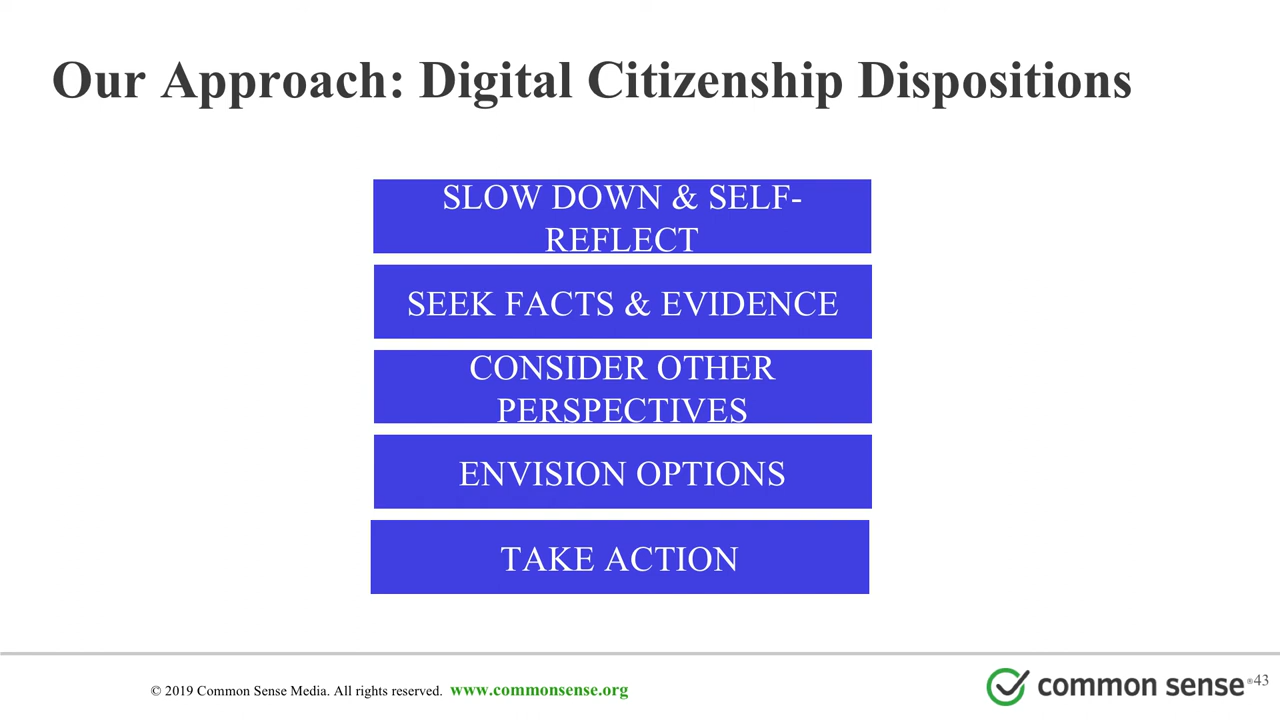 Our Approach: Digital Citizenship Dispositions
SLOW DOWN & SELF-
REFLECT
SEEK FACTS & EVIDENCE
CONSIDER OTHER
PERSPECTIVES
ENVISION OPTIONS
TAKE ACTION
© 2019 Common Sense Media. All rights reserved. www.commonsense.org
common sense® 43